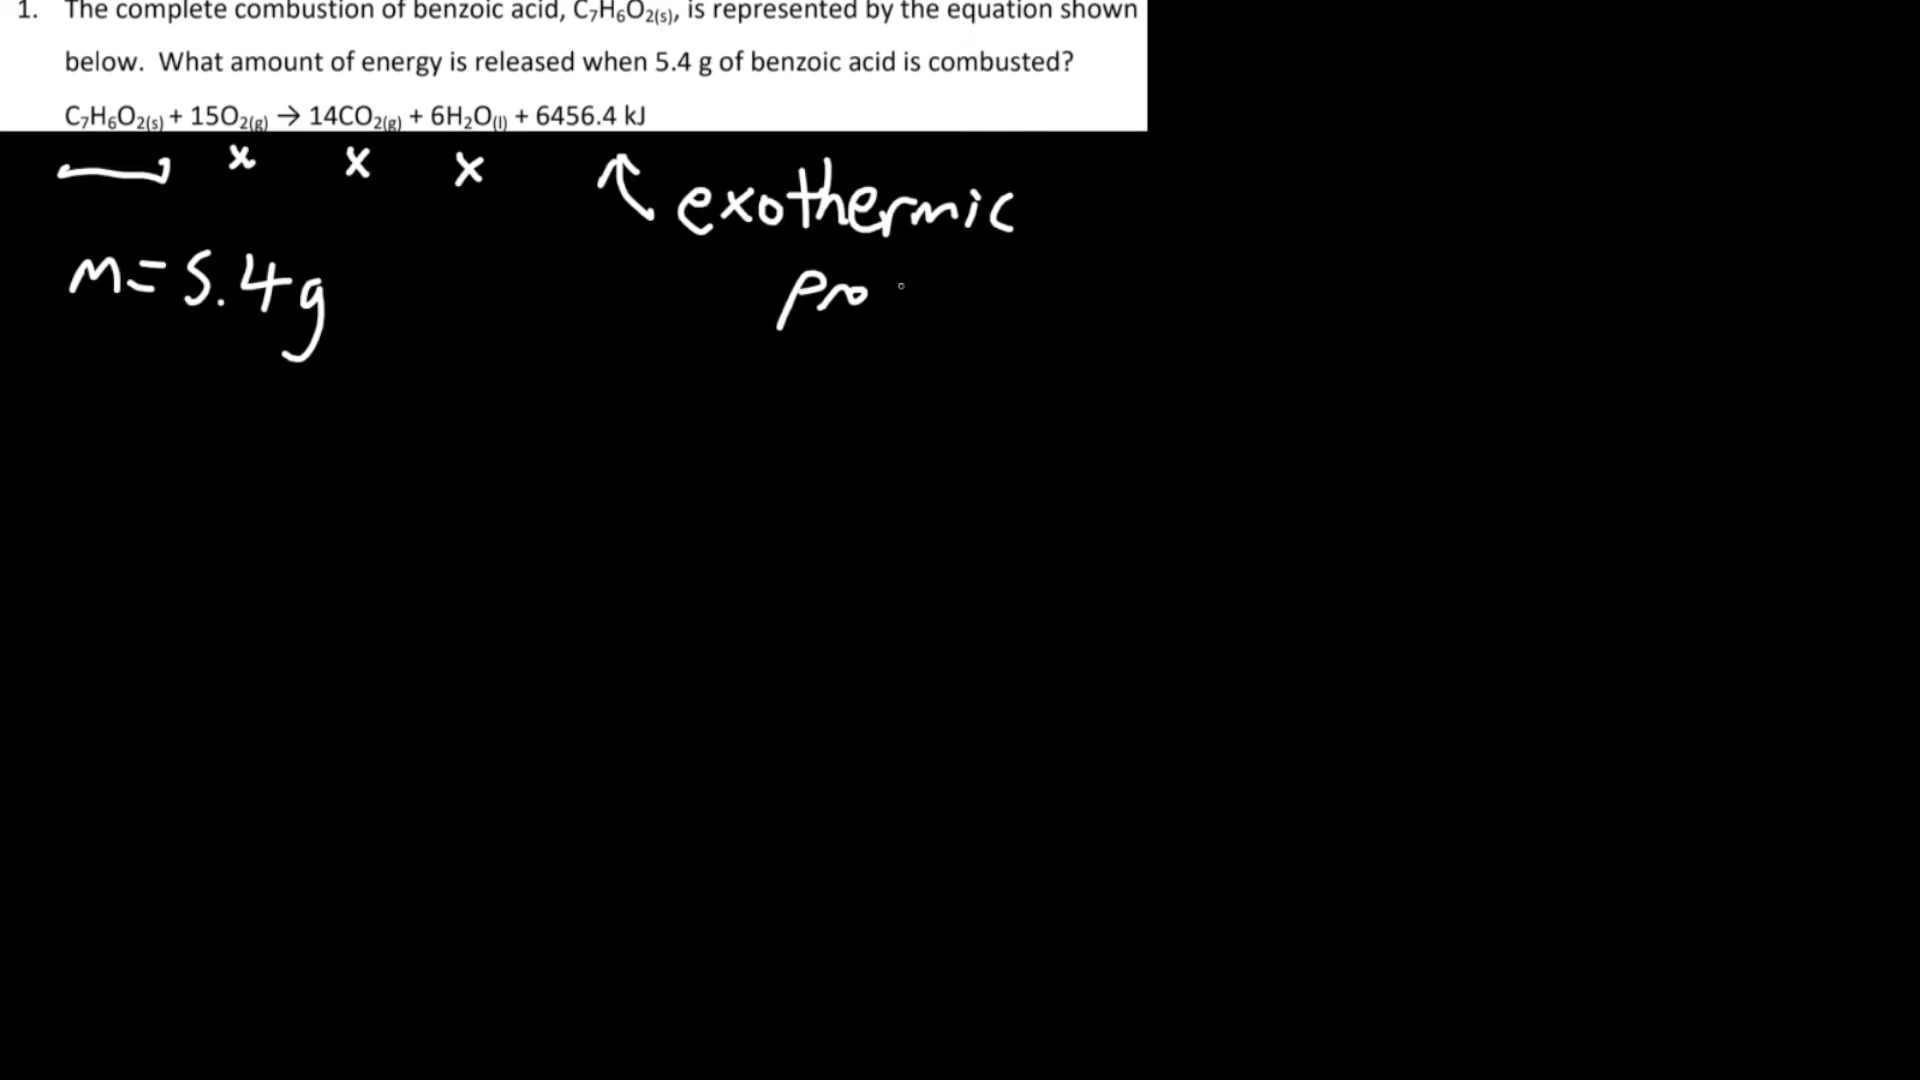 1. The complete combustion of benzoic acid, C₇H₆O₂(s), is represented by the equation shown
below. What amount of energy is released when 5.4 g of benzoic acid is combusted?
C₇H₆O₂(s) + 15O₂(g) → 14CO₂(g) + 6H₂O(l) + 6456.4 kJ
x x x
exothermic
m=5.4g
pro